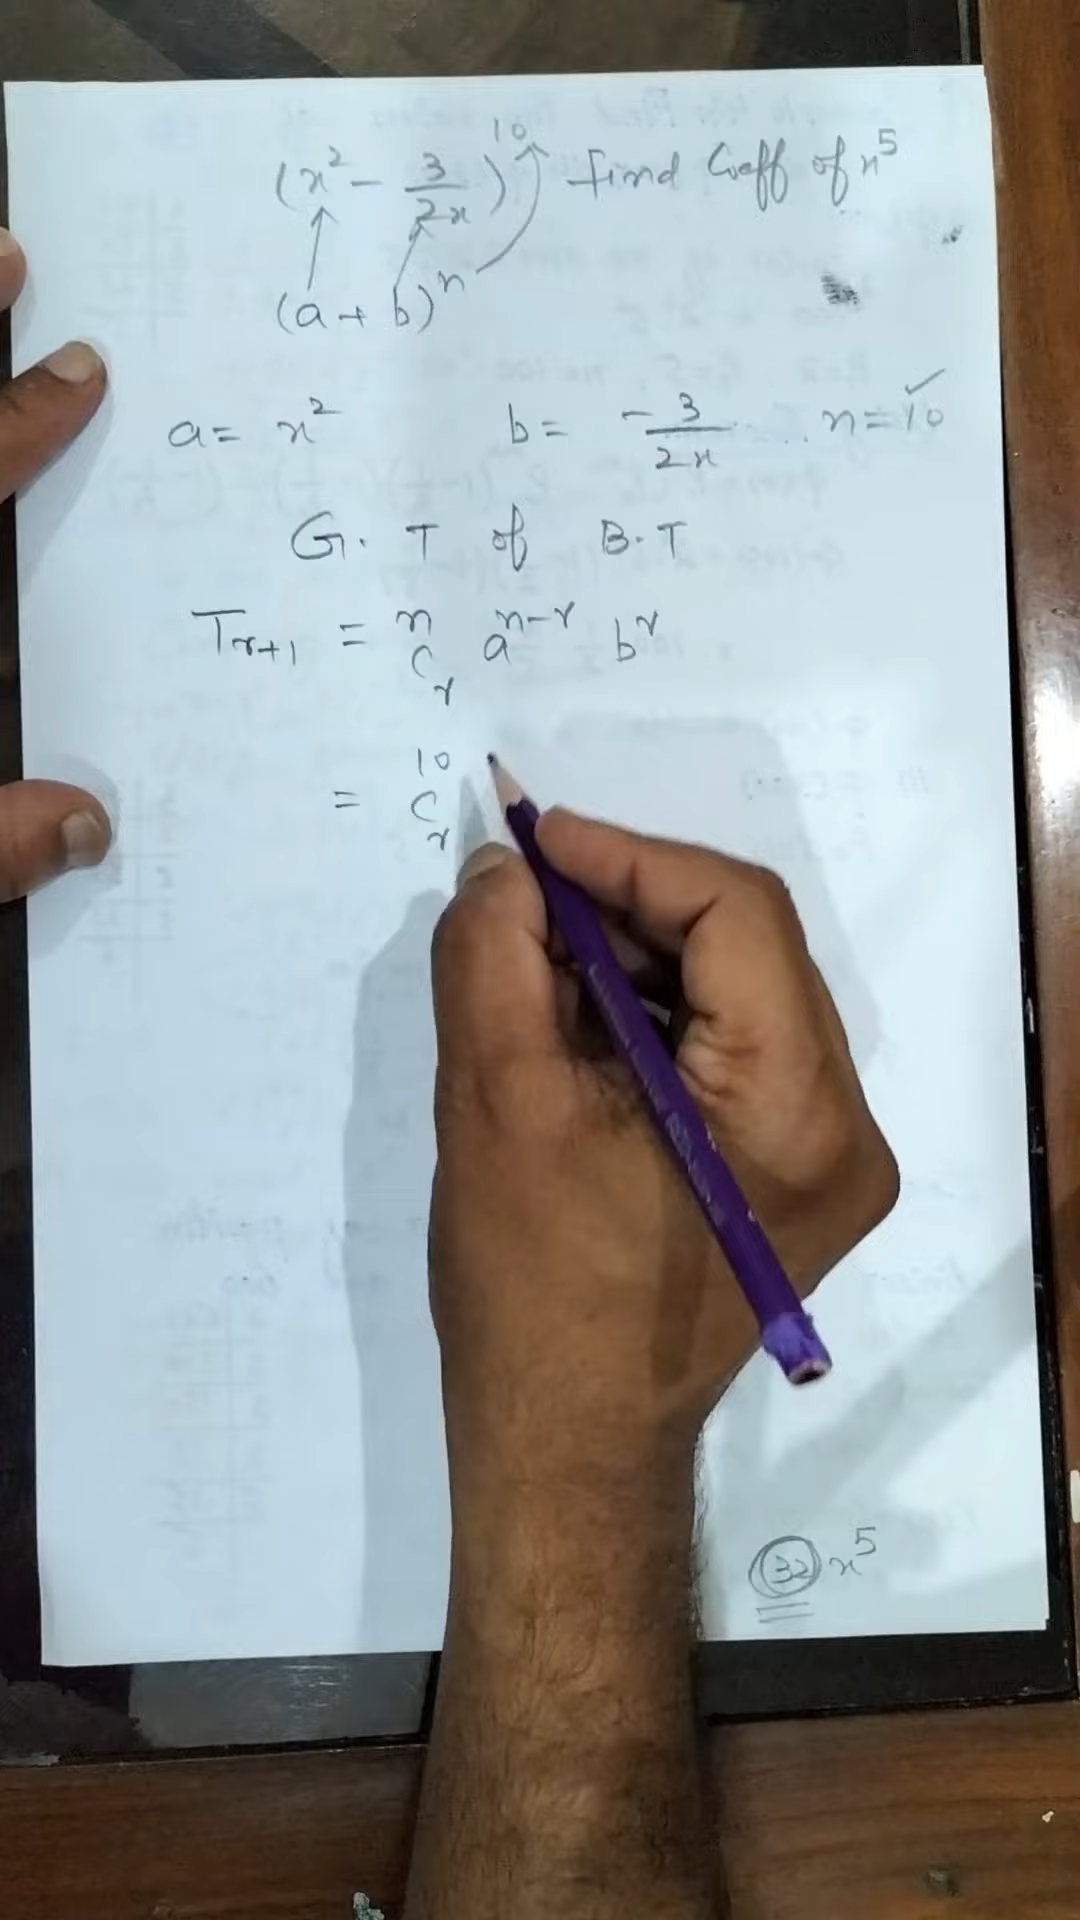 (x² - 3/2x)¹⁰ find Coeff of x⁵
(a + b)ⁿ
a = x² b = -3/2x n = 10
G. T of B.T
Tᵣ₊₁ = ⁿCᵣ aⁿ⁻ʳ bʳ
= ¹⁰Cᵣ
32 x⁵